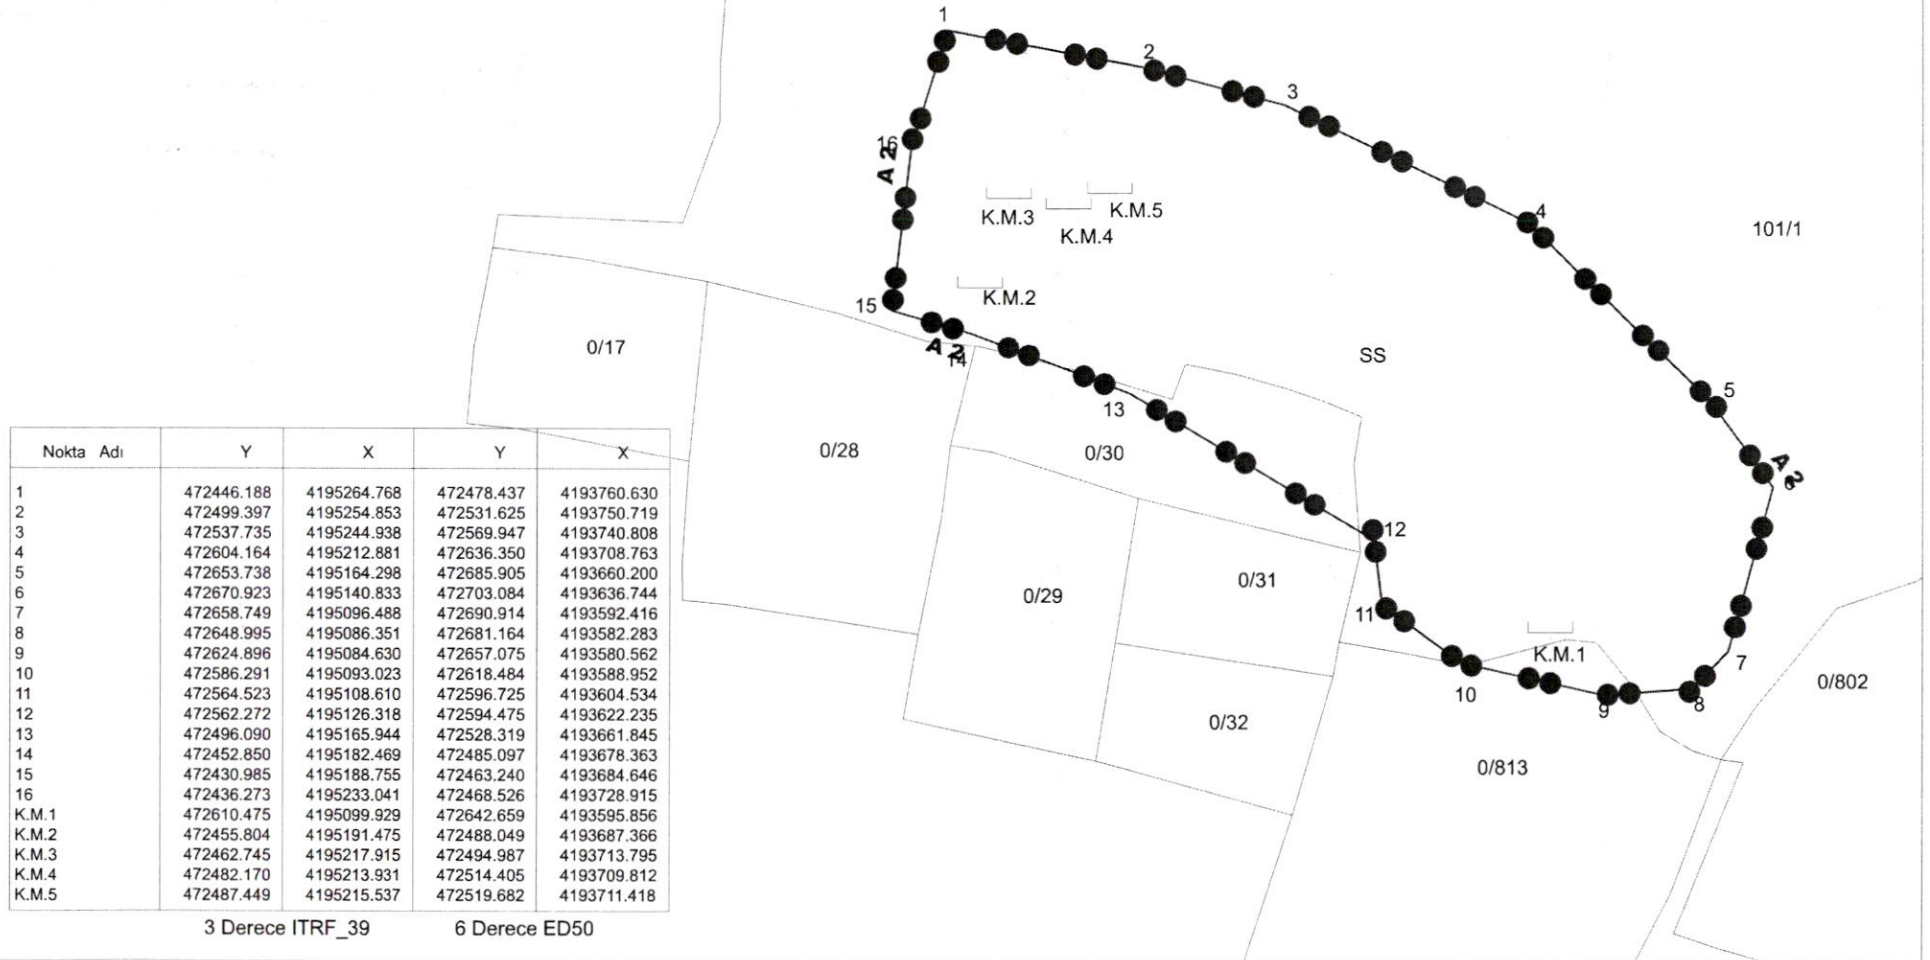 1
2
3
16
A 2
K.M.3
K.M.5
K.M.4
4
101/1
K.M.2
15
0/17
A 2
14
SS
13
5
0/28
0/30
A 2
6
12
0/31
0/29
11
K.M.1
7
10
0/802
8
9
0/32
0/813
Nokta Adı Y X Y X
1 472446.188 4195264.768 472478.437 4193760.630
2 472499.397 4195254.853 472531.625 4193750.719
3 472537.735 4195244.938 472569.947 4193740.808
4 472604.164 4195212.881 472636.350 4193708.763
5 472653.738 4195164.298 472685.905 4193660.200
6 472670.923 4195140.833 472703.084 4193636.744
7 472658.749 4195096.488 472690.914 4193592.416
8 472648.995 4195086.351 472681.164 4193582.283
9 472624.896 4195084.630 472657.075 4193580.562
10 472586.291 4195093.023 472618.484 4193588.952
11 472564.523 4195108.610 472596.725 4193604.534
12 472562.272 4195126.318 472594.475 4193622.235
13 472496.090 4195165.944 472528.319 4193661.845
14 472452.850 4195182.469 472485.097 4193678.363
15 472430.985 4195188.755 472463.240 4193684.646
16 472436.273 4195233.041 472468.526 4193728.915
K.M.1 472610.475 4195099.929 472642.659 4193595.856
K.M.2 472455.804 4195191.475 472488.049 4193687.366
K.M.3 472462.745 4195217.915 472494.987 4193713.795
K.M.4 472482.170 4195213.931 472514.405 4193709.812
K.M.5 472487.449 4195215.537 472519.682 4193711.418
3 Derece ITRF_39 6 Derece ED50